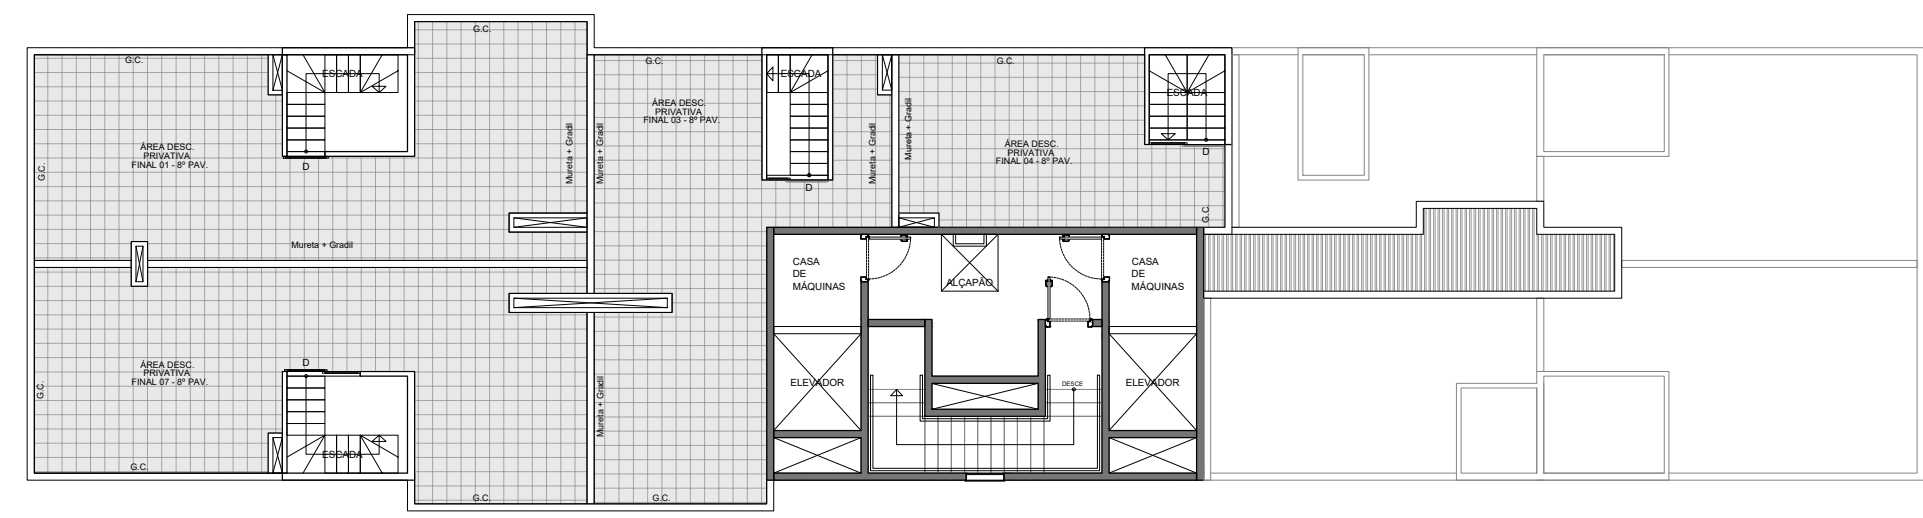 G.C.
G.C.
G.C.
G.C.
ESCADA
ESCADA
ESCADA
ÁREA DESC.
PRIVATIVA
FINAL 03 - 8º PAV.
ÁREA DESC.
PRIVATIVA
FINAL 01 - 8º PAV.
ÁREA DESC.
PRIVATIVA
FINAL 04 - 8º PAV.
Mureta + Gradil
Mureta + Gradil
Mureta + Gradil
Mureta + Gradil
D
D
D
G.C.
G.C.
Mureta + Gradil
CASA
DE
MÁQUINAS
ALÇAPÃO
CASA
DE
MÁQUINAS
D
ÁREA DESC.
PRIVATIVA
FINAL 07 - 8º PAV.
G.C.
Mureta + Gradil
ELEVADOR
DESCE
ELEVADOR
ESCADA
G.C.
G.C.
G.C.